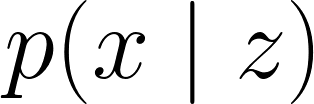 p(x | z)